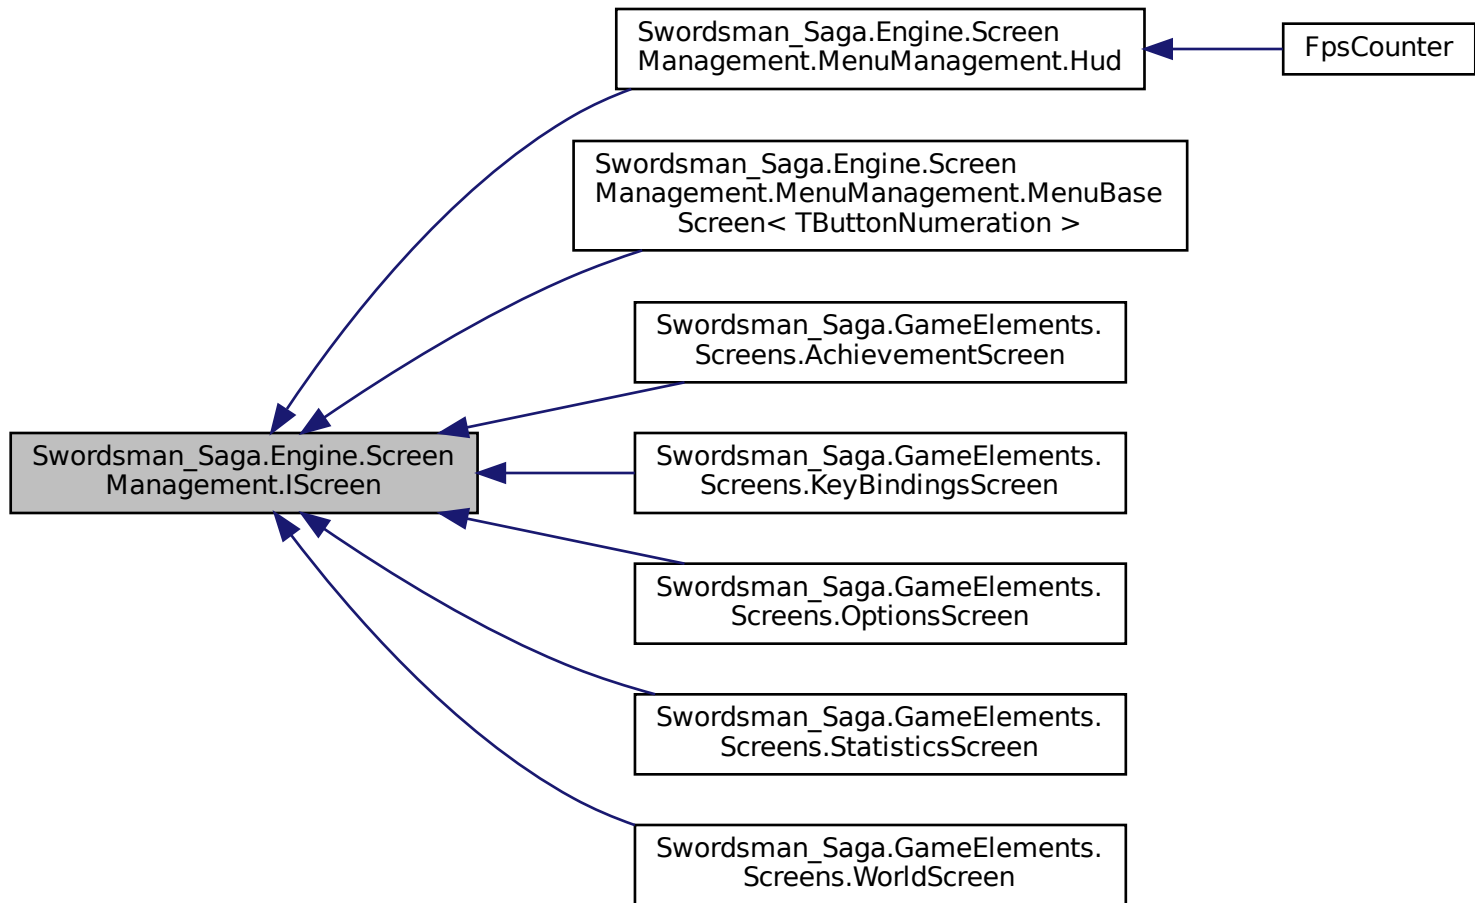 Swordsman_Saga.Engine.Screen
Management.MenuManagement.Hud
FpsCounter
Swordsman_Saga.Engine.Screen
Management.MenuManagement.MenuBase
Screen< TButtonNumeration >
Swordsman_Saga.GameElements.
Screens.AchievementScreen
Swordsman_Saga.Engine.Screen
Management.IScreen
Swordsman_Saga.GameElements.
Screens.KeyBindingsScreen
Swordsman_Saga.GameElements.
Screens.OptionsScreen
Swordsman_Saga.GameElements.
Screens.StatisticsScreen
Swordsman_Saga.GameElements.
Screens.WorldScreen